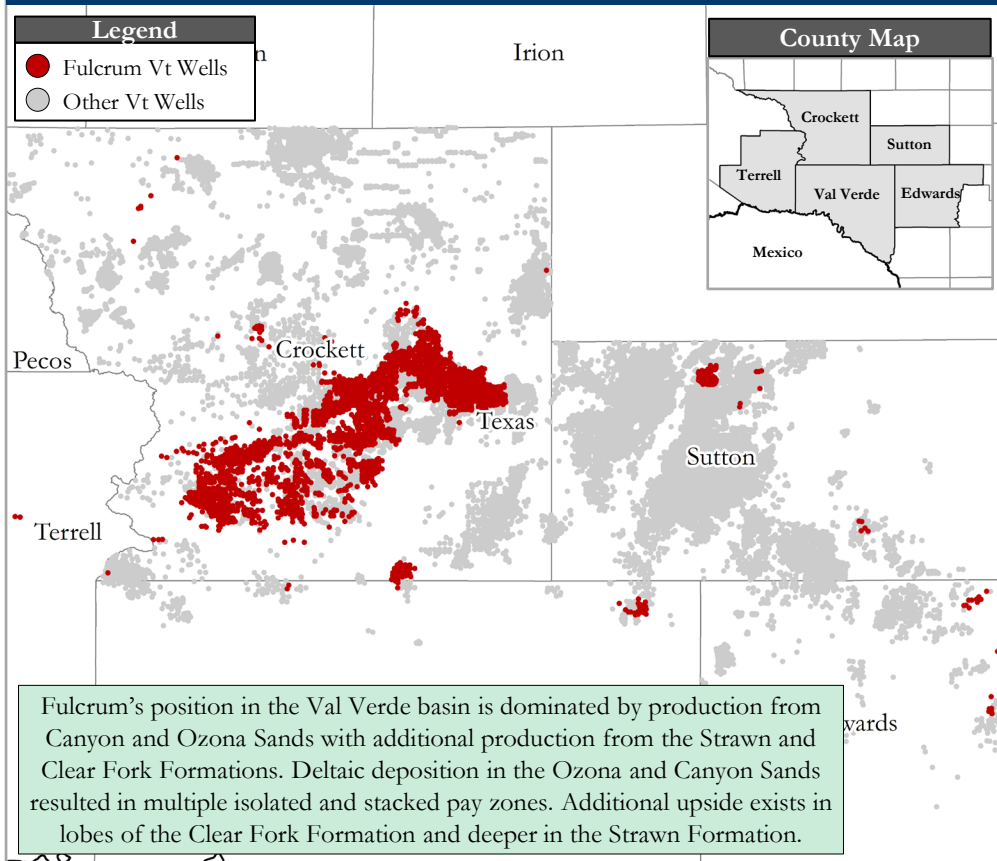 Legend
Fulcrum Vt Wells
Other Vt Wells
n
Irion
County Map
Crockett
Sutton
Terrell
Val Verde
Edwards
Mexico
Pecos
Crockett
Texas
Sutton
Terrell
wards
Fulcrum's position in the Val Verde basin is dominated by production from
Canyon and Ozona Sands with additional production from the Strawn and
Clear Fork Formations. Deltaic deposition in the Ozona and Canyon Sands
resulted in multiple isolated and stacked pay zones. Additional upside exists in
lobes of the Clear Fork Formation and deeper in the Strawn Formation.